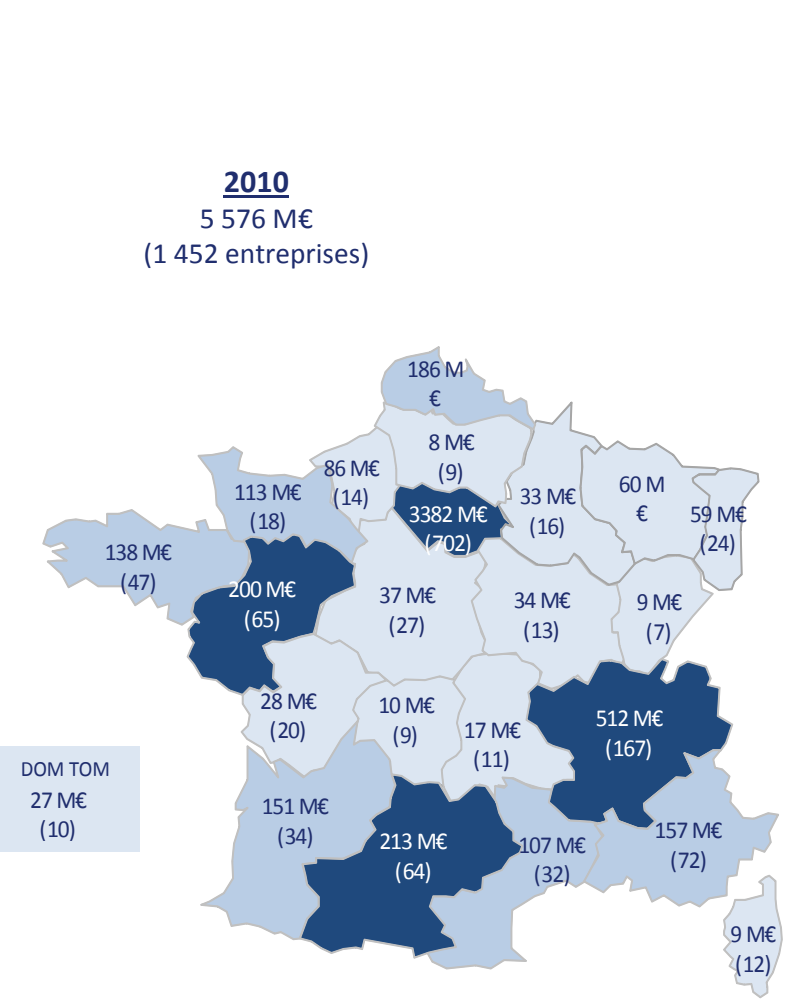 2010
5 576 M€
(1 452 entreprises)
186 M
€
8 M€
(9)
86 M€
(14)
113 M€
(18)
3382 M€
(702)
33 M€
(16)
60 M
€
59 M€
(24)
138 M€
(47)
200 M€
(65)
37 M€
(27)
34 M€
(13)
9 M€
(7)
28 M€
(20)
10 M€
(9)
17 M€
(11)
512 M€
(167)
DOM TOM
27 M€
(10)
151 M€
(34)
213 M€
(64)
107 M€
(32)
157 M€
(72)
9 M€
(12)